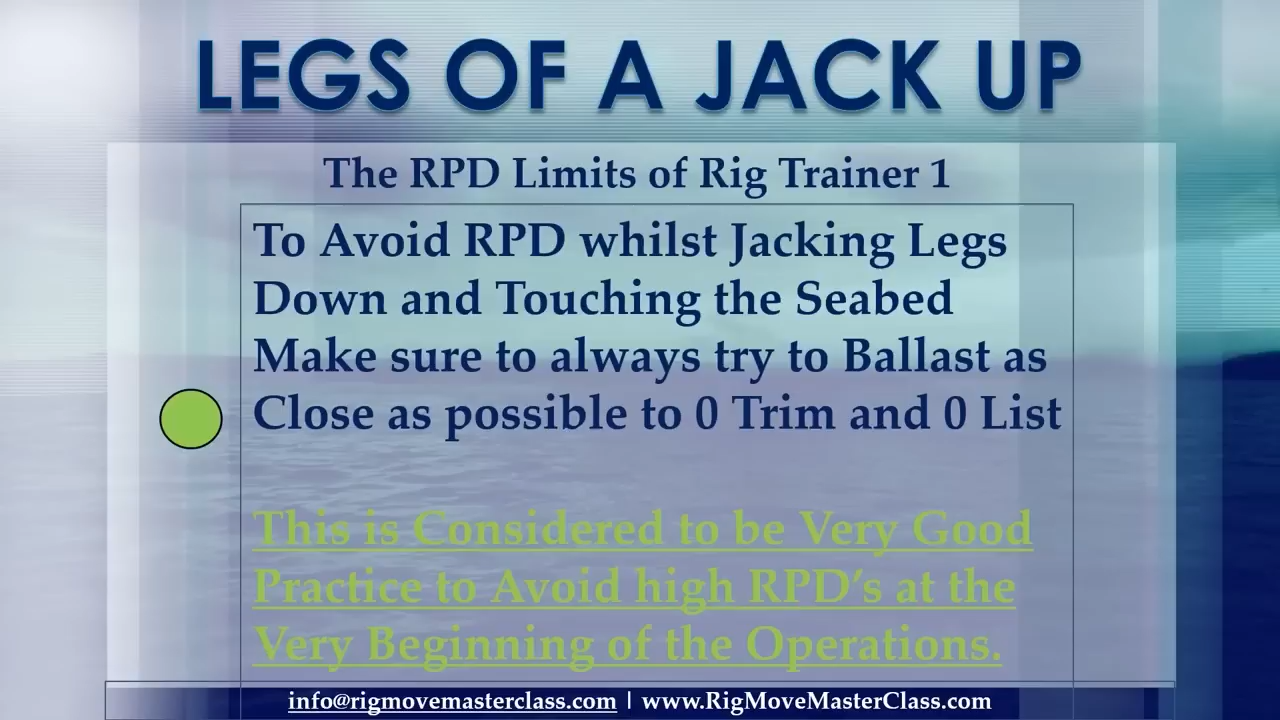 LEGS OF A JACK UP
The RPD Limits of Rig Trainer 1
To Avoid RPD whilst Jacking Legs
Down and Touching the Seabed
Make sure to always try to Ballast as
Close as possible to 0 Trim and 0 List
This is Considered to be Very Good
Practice to Avoid high RPD’s at the
Very Beginning of the Operations.
info@rigmovemasterclass.com | www.RigMoveMasterClass.com